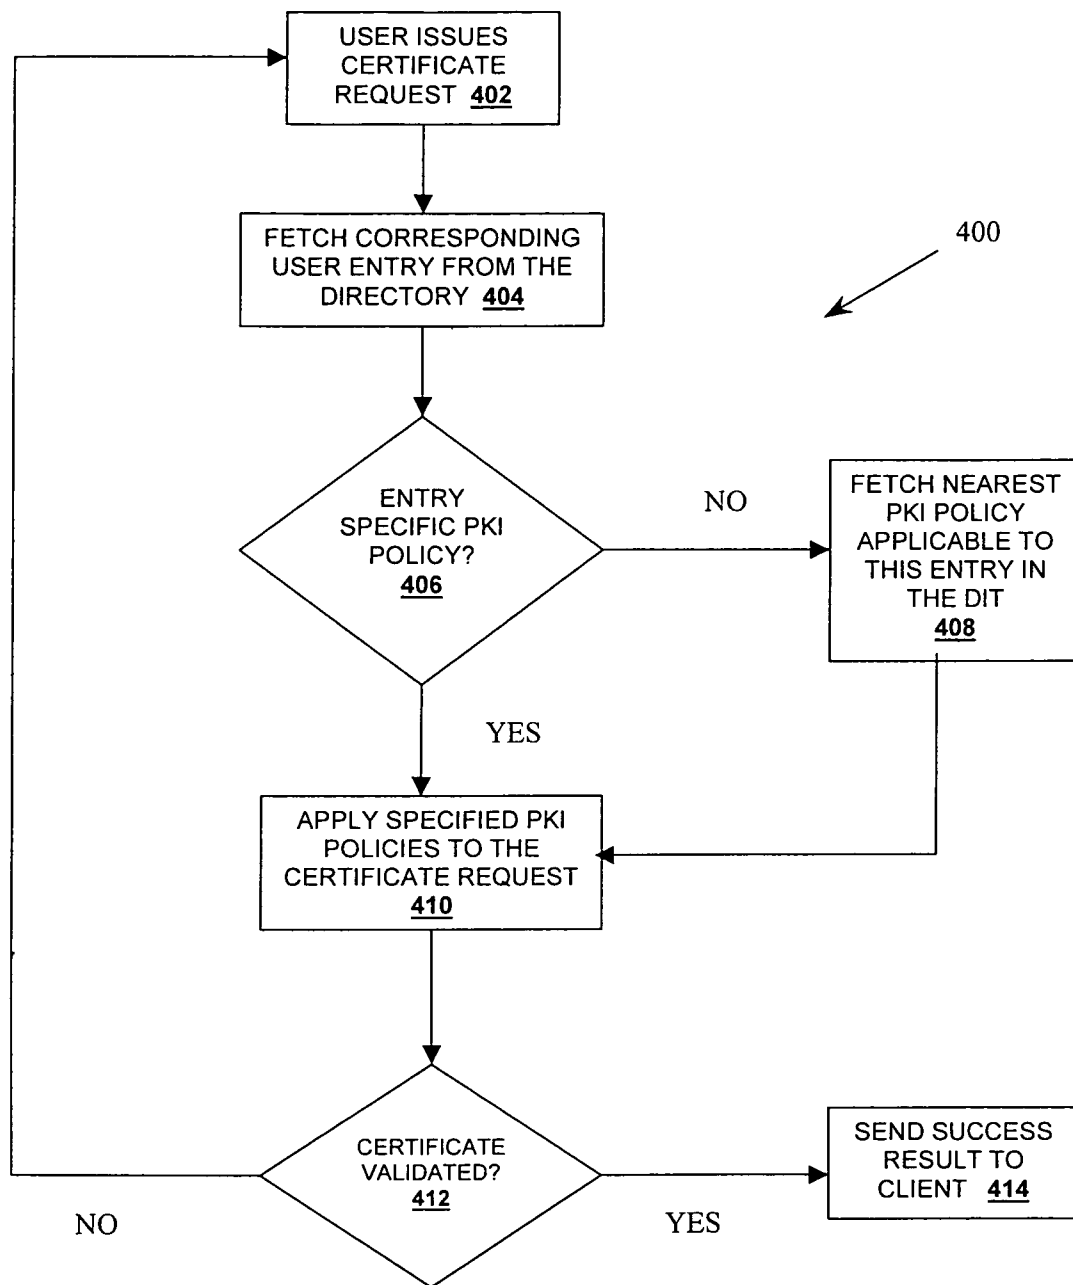 USER ISSUES
CERTIFICATE
REQUEST 402
FETCH CORRESPONDING
USER ENTRY FROM THE
DIRECTORY 404
400
ENTRY
SPECIFIC PKI
POLICY?
406
NO
FETCH NEAREST
PKI POLICY
APPLICABLE TO
THIS ENTRY IN
THE DIT
408
YES
APPLY SPECIFIED PKI
POLICIES TO THE
CERTIFICATE REQUEST
410
CERTIFICATE
VALIDATED?
412
NO
YES
SEND SUCCESS
RESULT TO
CLIENT 414